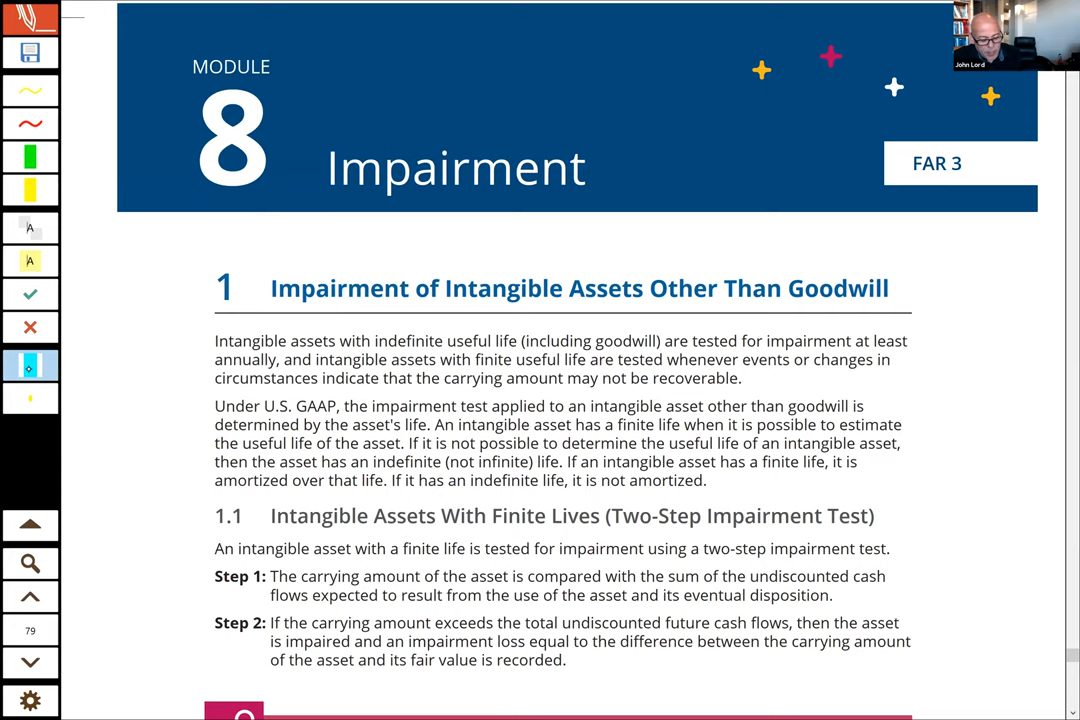 MODULE
8
Impairment
FAR 3
John Lord
1 Impairment of Intangible Assets Other Than Goodwill
Intangible assets with indefinite useful life (including goodwill) are tested for impairment at least
annually, and intangible assets with finite useful life are tested whenever events or changes in
circumstances indicate that the carrying amount may not be recoverable.
Under U.S. GAAP, the impairment test applied to an intangible asset other than goodwill is
determined by the asset's life. An intangible asset has a finite life when it is possible to estimate
the useful life of the asset. If it is not possible to determine the useful life of an intangible asset,
then the asset has an indefinite (not infinite) life. If an intangible asset has a finite life, it is
amortized over that life. If it has an indefinite life, it is not amortized.
1.1 Intangible Assets With Finite Lives (Two-Step Impairment Test)
An intangible asset with a finite life is tested for impairment using a two-step impairment test.
Step 1: The carrying amount of the asset is compared with the sum of the undiscounted cash
flows expected to result from the use of the asset and its eventual disposition.
Step 2: If the carrying amount exceeds the total undiscounted future cash flows, then the asset
is impaired and an impairment loss equal to the difference between the carrying amount
of the asset and its fair value is recorded.
A
A
79